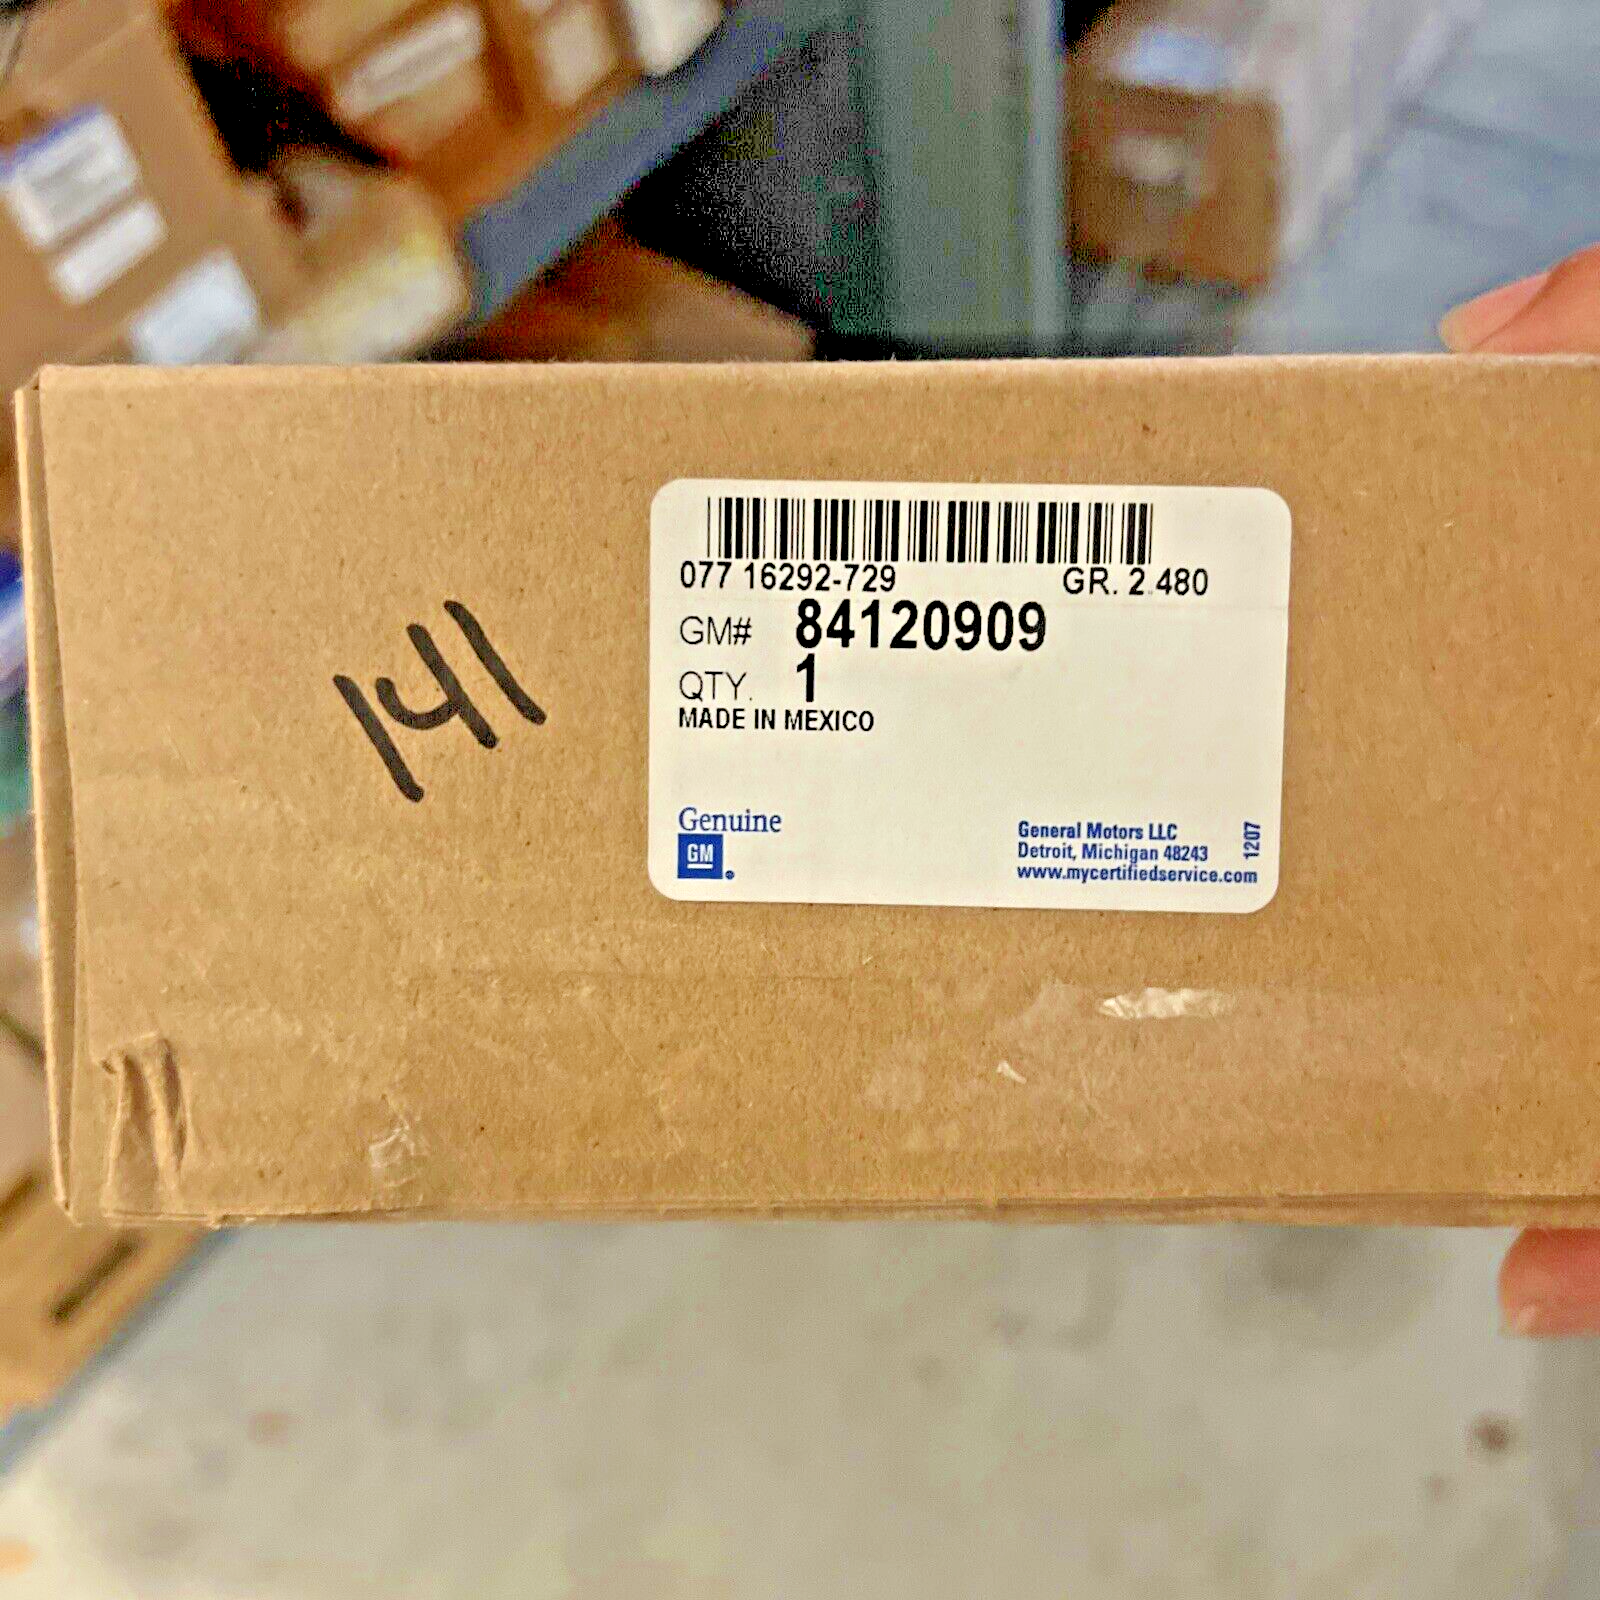 141
077 16292-729 GR. 2.480
GM# 84120909
QTY. 1
MADE IN MEXICO
Genuine
GM
General Motors LLC
Detroit, Michigan 48243
www.mycertifiedservice.com
1207